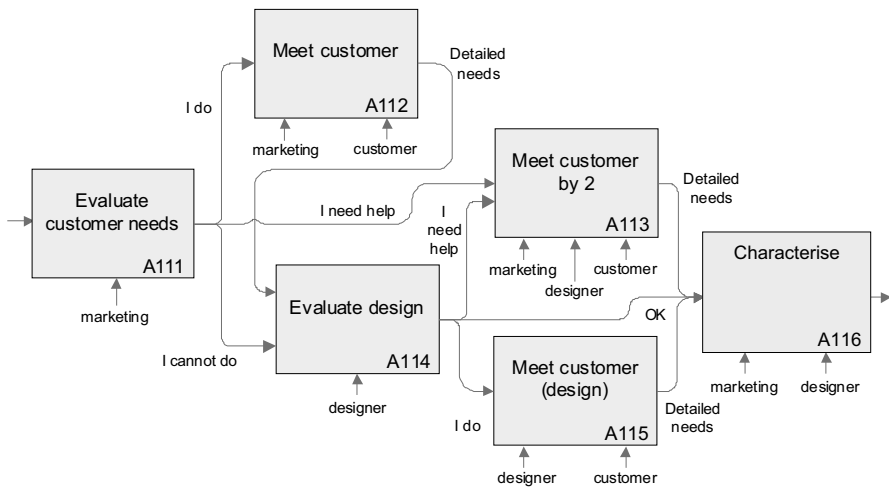 Meet customer
A112
marketing
customer
Detailed
needs
I do
Evaluate
customer needs
A111
marketing
I need help
I
need
help
Meet customer
by 2
A113
marketing
designer
customer
Detailed
needs
I cannot do
Evaluate design
A114
designer
OK
I do
Meet customer
(design)
A115
designer
customer
Detailed
needs
Characterise
A116
marketing
designer